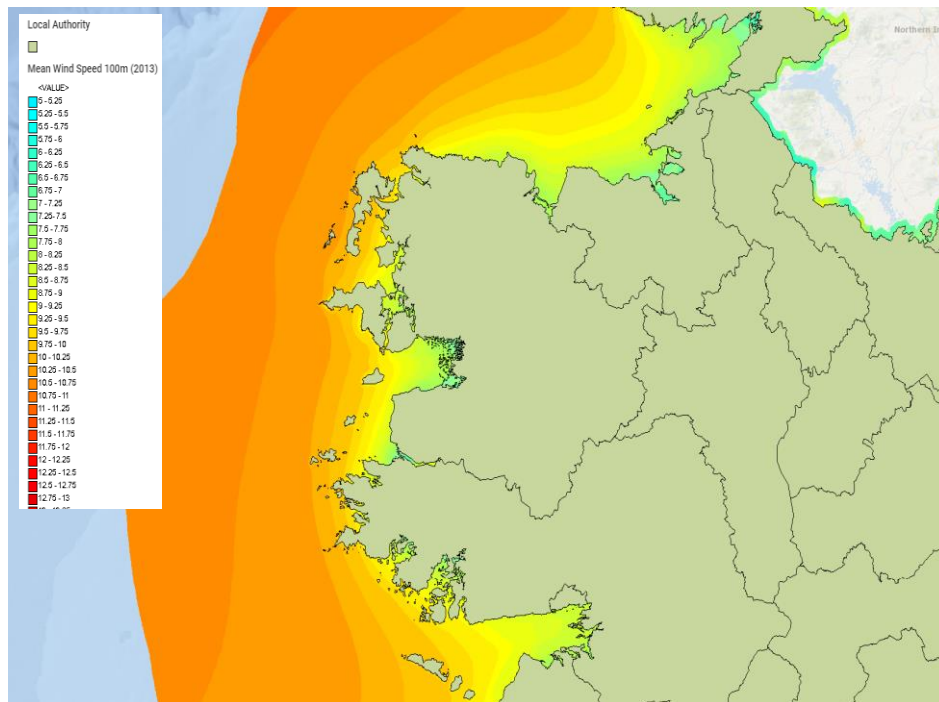 Local Authority
Mean Wind Speed 100m (2013)
<VALUE>
5 - 5.25
5.25 - 5.5
5.5 - 5.75
5.75 - 6
6 - 6.25
6.25 - 6.5
6.5 - 6.75
6.75 - 7
7 - 7.25
7.25 - 7.5
7.5 - 7.75
7.75 - 8
8 - 8.25
8.25 - 8.5
8.5 - 8.75
8.75 - 9
9 - 9.25
9.25 - 9.5
9.5 - 9.75
9.75 - 10
10 - 10.25
10.25 - 10.5
10.5 - 10.75
10.75 - 11
11 - 11.25
11.25 - 11.5
11.5 - 11.75
11.75 - 12
12 - 12.25
12.25 - 12.5
12.5 - 12.75
12.75 - 13
Northern